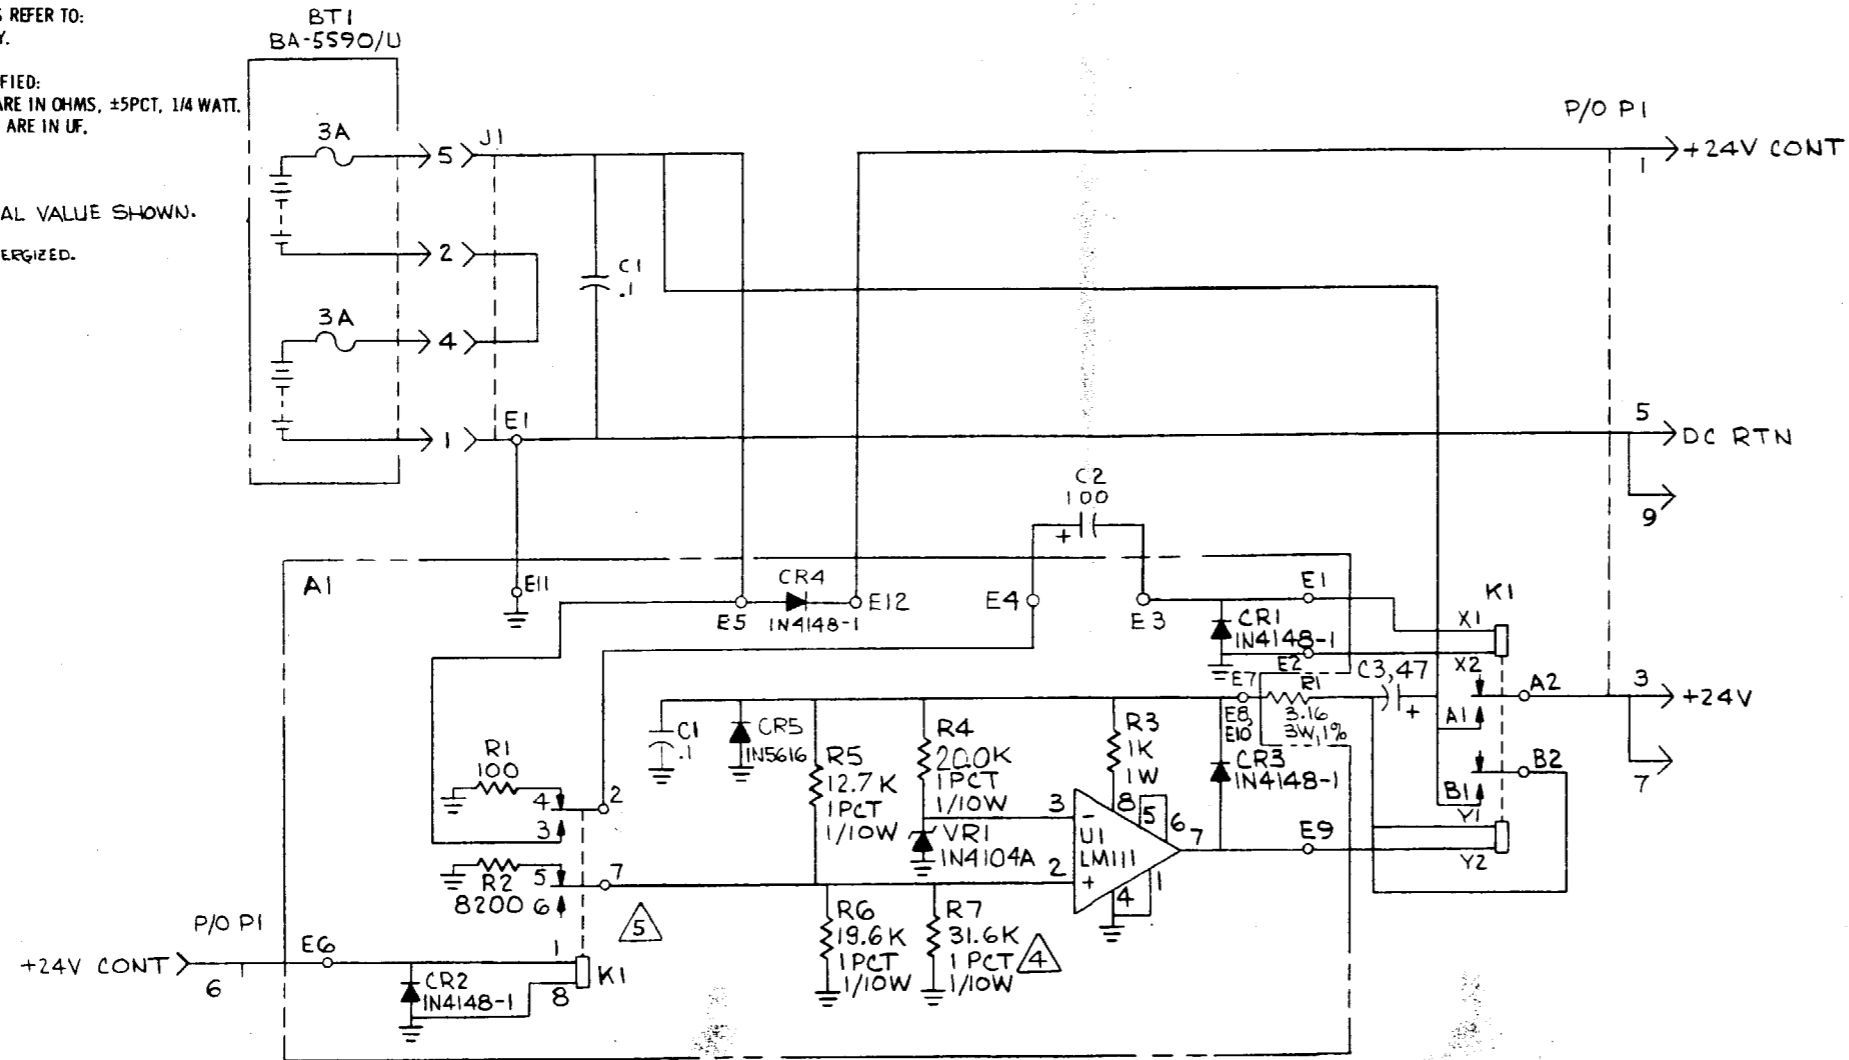 S REFER TO:
Y.
FIED:
ARE IN OHMS, ±5PCT, 1/4 WATT.
ARE IN UF.
AL VALUE SHOWN.
ERGIZED.
BT1
BA-5590/U
3A
5
J1
2
3A
4
1
E1
C1
.1
P/O P1
1
+24V CONT
5
DC RTN
9
C2
100
+
A1
E11
CR4
E5
1N4148-1
E12
E4
E3
E1
CR1
1N4148-1
E2
K1
X1
X2
C3,47
+
A2
A1
3
+24V
7
B2
B1
Y1
Y2
E7
E8,
E10
R1
3.16
3W,1%
CR3
1N4148-1
C1
.1
CR5
1N5616
R5
12.7K
1PCT
1/10W
R4
20.0K
1PCT
1/10W
R3
1K
1W
VR1
1N4104A
3
-
2
+
U1
LM111
8
5
6
7
4
1
E9
R1
100
4
3
2
R2
8200
5
6
7
5
R6
19.6K
1PCT
1/10W
R7
31.6K
1PCT
1/10W
4
P/O P1
+24V CONT
6
E6
CR2
1N4148-1
1
8
K1